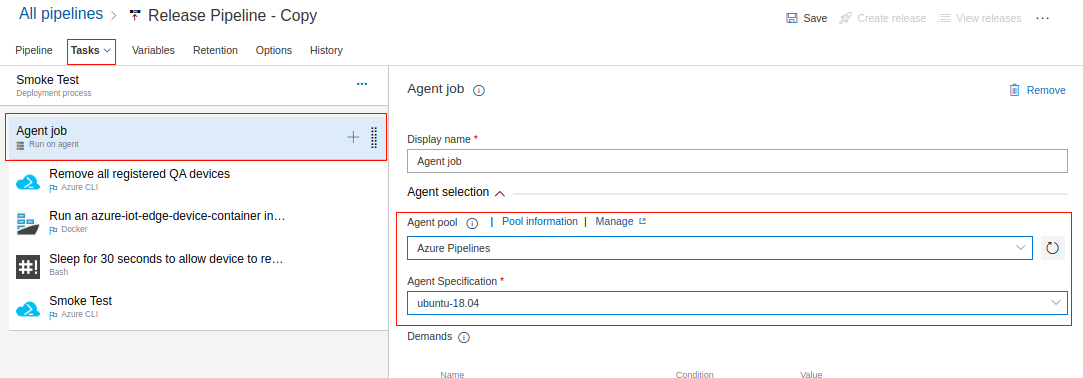 All pipelines > Release Pipeline - Copy
Save Create release View releases ...
Pipeline Tasks Variables Retention Options History
Smoke Test ...
Deployment process
Agent job
Run on agent
Remove all registered QA devices
Azure CLI
Run an azure-iot-edge-device-container in…
Docker
#!
Sleep for 30 seconds to allow device to re…
Bash
Smoke Test
Azure CLI
Agent job
Remove
Display name *
Agent job
Agent selection
Agent pool | Pool information | Manage
Azure Pipelines
Agent Specification *
ubuntu-18.04
Demands
Name Condition Value